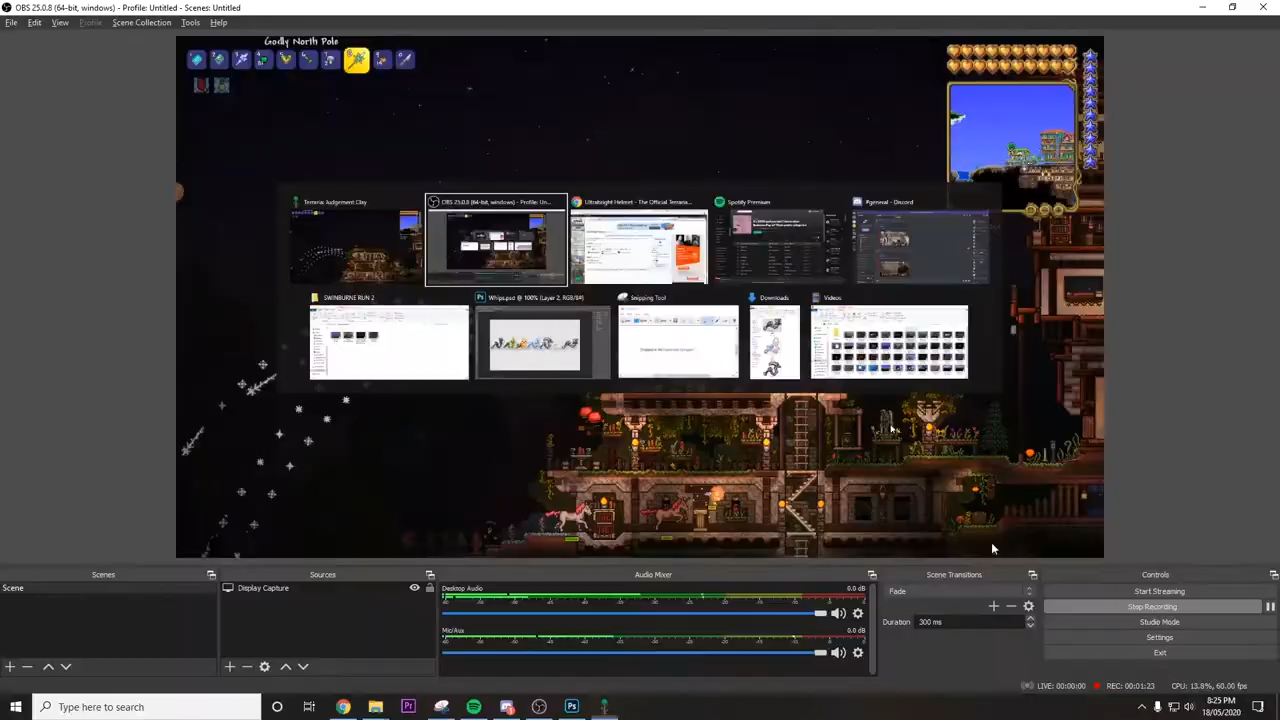 OBS 25.0.8 (64-bit, windows) - Profile: Untitled - Scenes: Untitled
File Edit View Profile Scene Collection Tools Help
Godly North Pole
Terraria: Judgement Clay
OBS 25.0.8 (64-bit, windows) - Profile: Un...
Ultrabright Helmet - The Official Terraria...
Spotify Premium
#general - Discord
SWINBURNE RUN 2
Whips.psd @ 100% (Layer 2, RGB/8#)
Snipping Tool
Downloads
Videos
Scenes
Sources
Audio Mixer
Scene Transitions
Controls
Scene
Display Capture
Desktop Audio
0.0 dB
Mic/Aux
0.0 dB
Fade
Duration 300 ms
Start Streaming
Stop Recording
Studio Mode
Settings
Exit
LIVE: 00:00:00 REC: 00:01:23 CPU: 13.8%, 60.00 fps
Type here to search
8:25 PM
18/05/2020